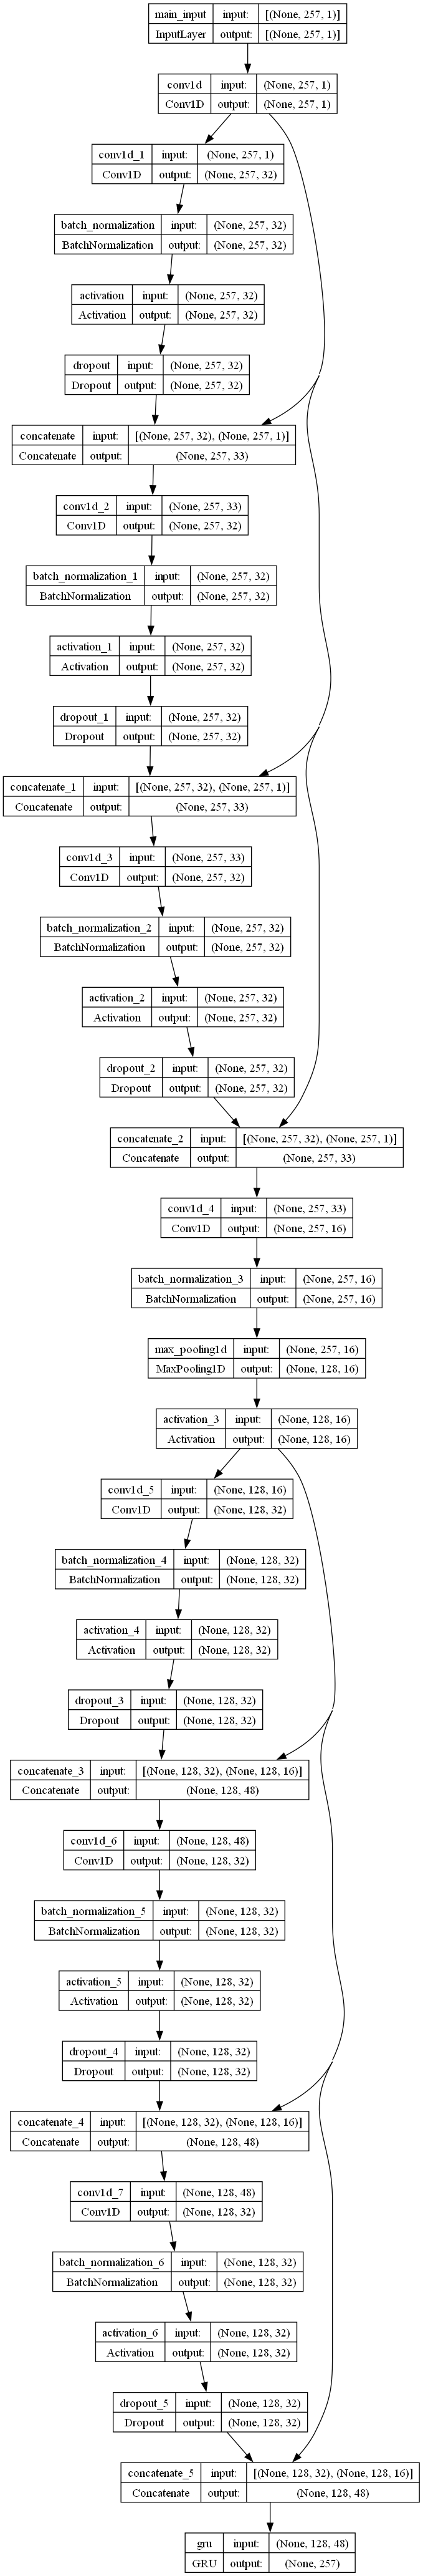 main_input input: [(None, 257, 1)]
InputLayer output: [(None, 257, 1)]
conv1d input: (None, 257, 1)
Conv1D output: (None, 257, 1)
conv1d_1 input: (None, 257, 1)
Conv1D output: (None, 257, 32)
batch_normalization input: (None, 257, 32)
BatchNormalization output: (None, 257, 32)
activation input: (None, 257, 32)
Activation output: (None, 257, 32)
dropout input: (None, 257, 32)
Dropout output: (None, 257, 32)
concatenate input: [(None, 257, 32), (None, 257, 1)]
Concatenate output: (None, 257, 33)
conv1d_2 input: (None, 257, 33)
Conv1D output: (None, 257, 32)
batch_normalization_1 input: (None, 257, 32)
BatchNormalization output: (None, 257, 32)
activation_1 input: (None, 257, 32)
Activation output: (None, 257, 32)
dropout_1 input: (None, 257, 32)
Dropout output: (None, 257, 32)
concatenate_1 input: [(None, 257, 32), (None, 257, 1)]
Concatenate output: (None, 257, 33)
conv1d_3 input: (None, 257, 33)
Conv1D output: (None, 257, 32)
batch_normalization_2 input: (None, 257, 32)
BatchNormalization output: (None, 257, 32)
activation_2 input: (None, 257, 32)
Activation output: (None, 257, 32)
dropout_2 input: (None, 257, 32)
Dropout output: (None, 257, 32)
concatenate_2 input: [(None, 257, 32), (None, 257, 1)]
Concatenate output: (None, 257, 33)
conv1d_4 input: (None, 257, 33)
Conv1D output: (None, 257, 16)
batch_normalization_3 input: (None, 257, 16)
BatchNormalization output: (None, 257, 16)
max_pooling1d input: (None, 257, 16)
MaxPooling1D output: (None, 128, 16)
activation_3 input: (None, 128, 16)
Activation output: (None, 128, 16)
conv1d_5 input: (None, 128, 16)
Conv1D output: (None, 128, 32)
batch_normalization_4 input: (None, 128, 32)
BatchNormalization output: (None, 128, 32)
activation_4 input: (None, 128, 32)
Activation output: (None, 128, 32)
dropout_3 input: (None, 128, 32)
Dropout output: (None, 128, 32)
concatenate_3 input: [(None, 128, 32), (None, 128, 16)]
Concatenate output: (None, 128, 48)
conv1d_6 input: (None, 128, 48)
Conv1D output: (None, 128, 32)
batch_normalization_5 input: (None, 128, 32)
BatchNormalization output: (None, 128, 32)
activation_5 input: (None, 128, 32)
Activation output: (None, 128, 32)
dropout_4 input: (None, 128, 32)
Dropout output: (None, 128, 32)
concatenate_4 input: [(None, 128, 32), (None, 128, 16)]
Concatenate output: (None, 128, 48)
conv1d_7 input: (None, 128, 48)
Conv1D output: (None, 128, 32)
batch_normalization_6 input: (None, 128, 32)
BatchNormalization output: (None, 128, 32)
activation_6 input: (None, 128, 32)
Activation output: (None, 128, 32)
dropout_5 input: (None, 128, 32)
Dropout output: (None, 128, 32)
concatenate_5 input: [(None, 128, 32), (None, 128, 16)]
Concatenate output: (None, 128, 48)
gru input: (None, 128, 48)
GRU output: (None, 257)